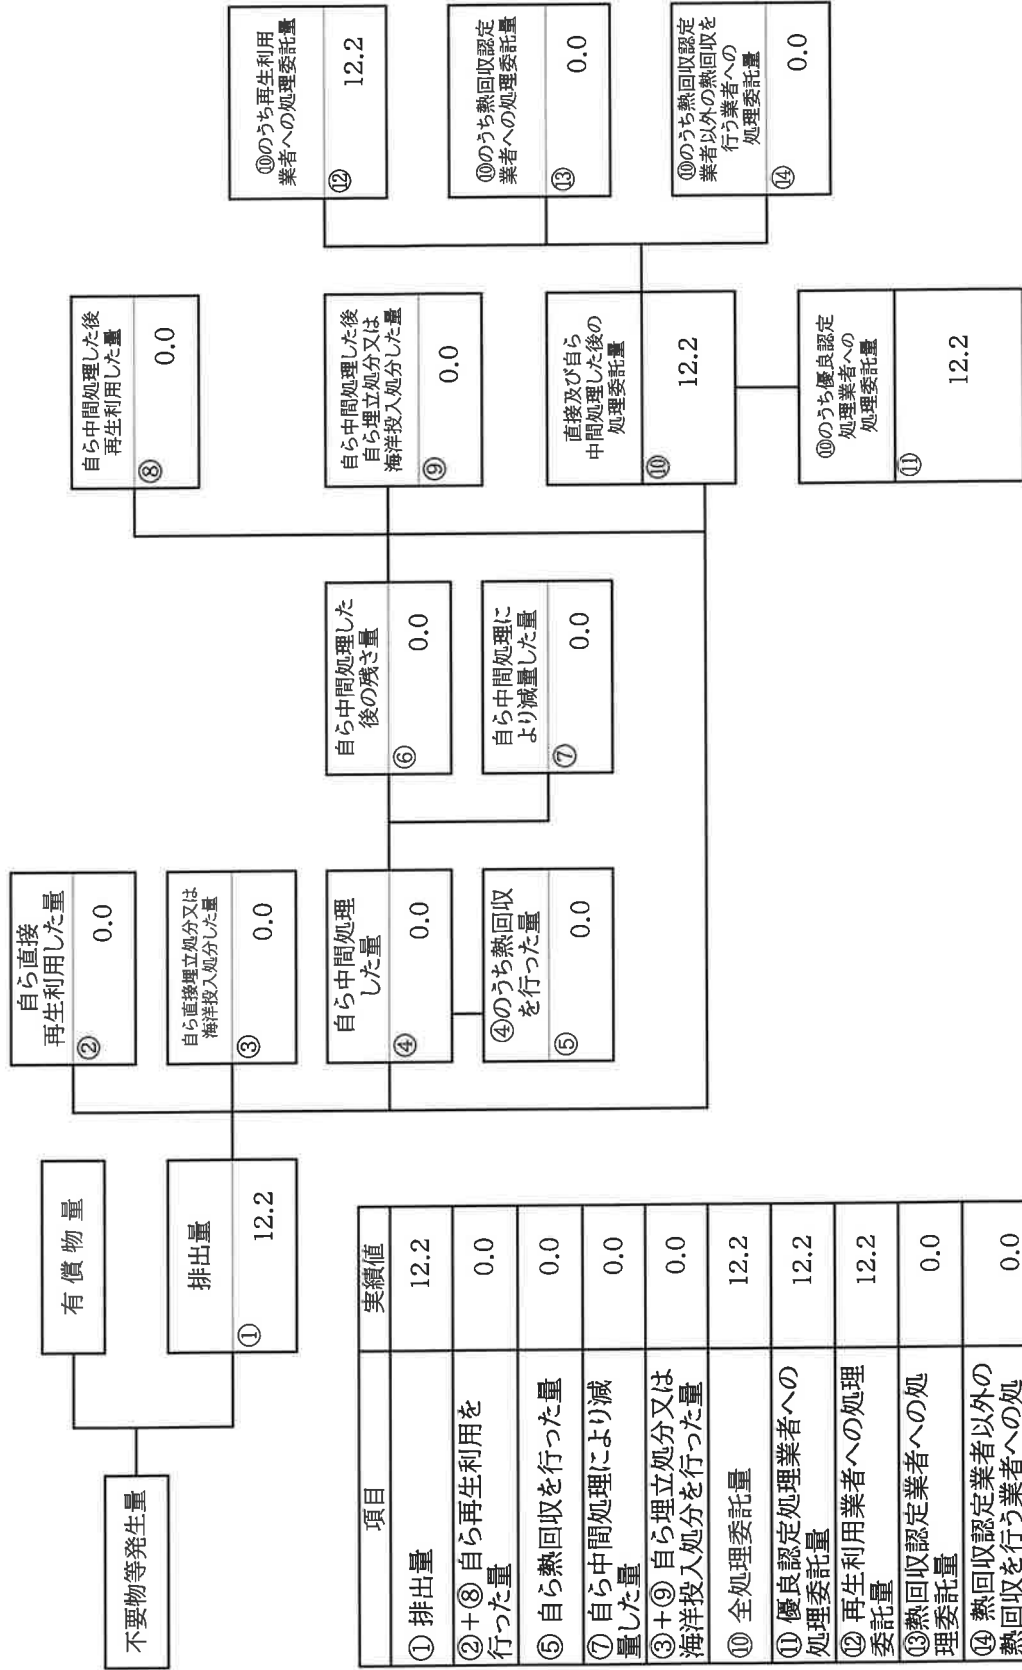 不要物等発生量
有償物量
排出量
① 12.2
自ら直接
再生利用した量
② 0.0
自ら直接埋立処分又は
海洋投入処分した量
③ 0.0
自ら中間処理
した量
④ 0.0
④のうち熱回収
を行った量
⑤ 0.0
自ら中間処理した
後の残さ量
⑥ 0.0
自ら中間処理に
より減量した量
⑦ 0.0
自ら中間処理した後
再生利用した量
⑧ 0.0
自ら中間処理した後
自ら埋立処分又は
海洋投入処分した量
⑨ 0.0
直接及び自ら
中間処理した後の
処理委託量
⑩ 12.2
⑩のうち優良認定
処理業者への
処理委託量
⑪ 12.2
⑩のうち再生利用
業者への処理委託量
⑫ 12.2
⑩のうち熱回収認定
業者への処理委託量
⑬ 0.0
⑩のうち熱回収認定
業者以外の熱回収を
行う業者への
処理委託量
⑭ 0.0
項目 実績値
① 排出量 12.2
②+⑧ 自ら再生利用を
行った量 0.0
⑤ 自ら熱回収を行った量 0.0
⑦ 自ら中間処理により減
量した量 0.0
③+⑨ 自ら埋立処分又は
海洋投入処分を行った量 0.0
⑩ 全処理委託量 12.2
⑪ 優良認定処理業者への
処理委託量 12.2
⑫ 再生利用業者への処理
委託量 12.2
⑬熱回収認定業者への処
理委託量 0.0
⑭ 熱回収認定業者以外の
熱回収を行う業者への処 0.0